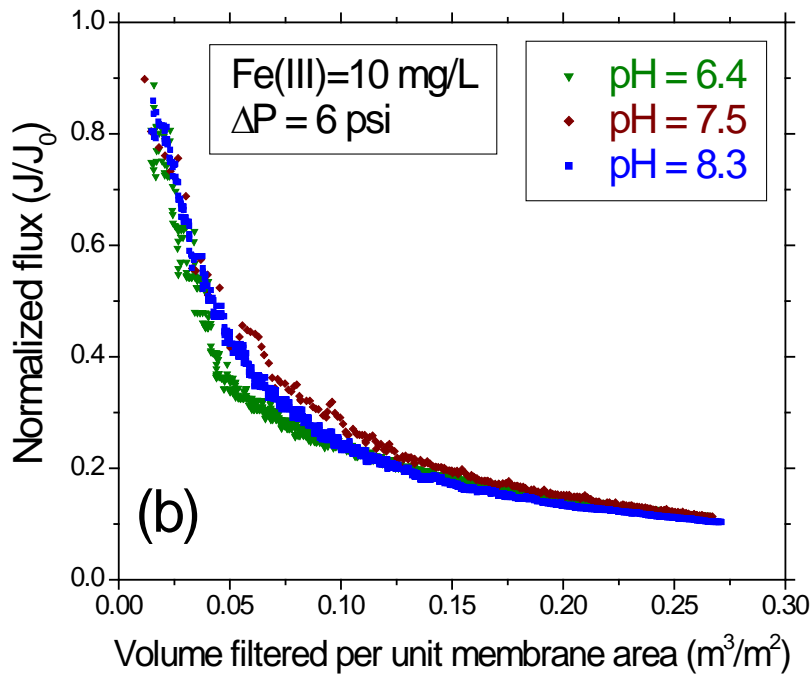 Fe(III)=10 mg/L
ΔP = 6 psi
pH = 6.4
pH = 7.5
pH = 8.3
Normalized flux (J/J₀)
1.0
0.8
0.6
0.4
0.2
0.0
(b)
0.00 0.05 0.10 0.15 0.20 0.25 0.30
Volume filtered per unit membrane area (m³/m²)